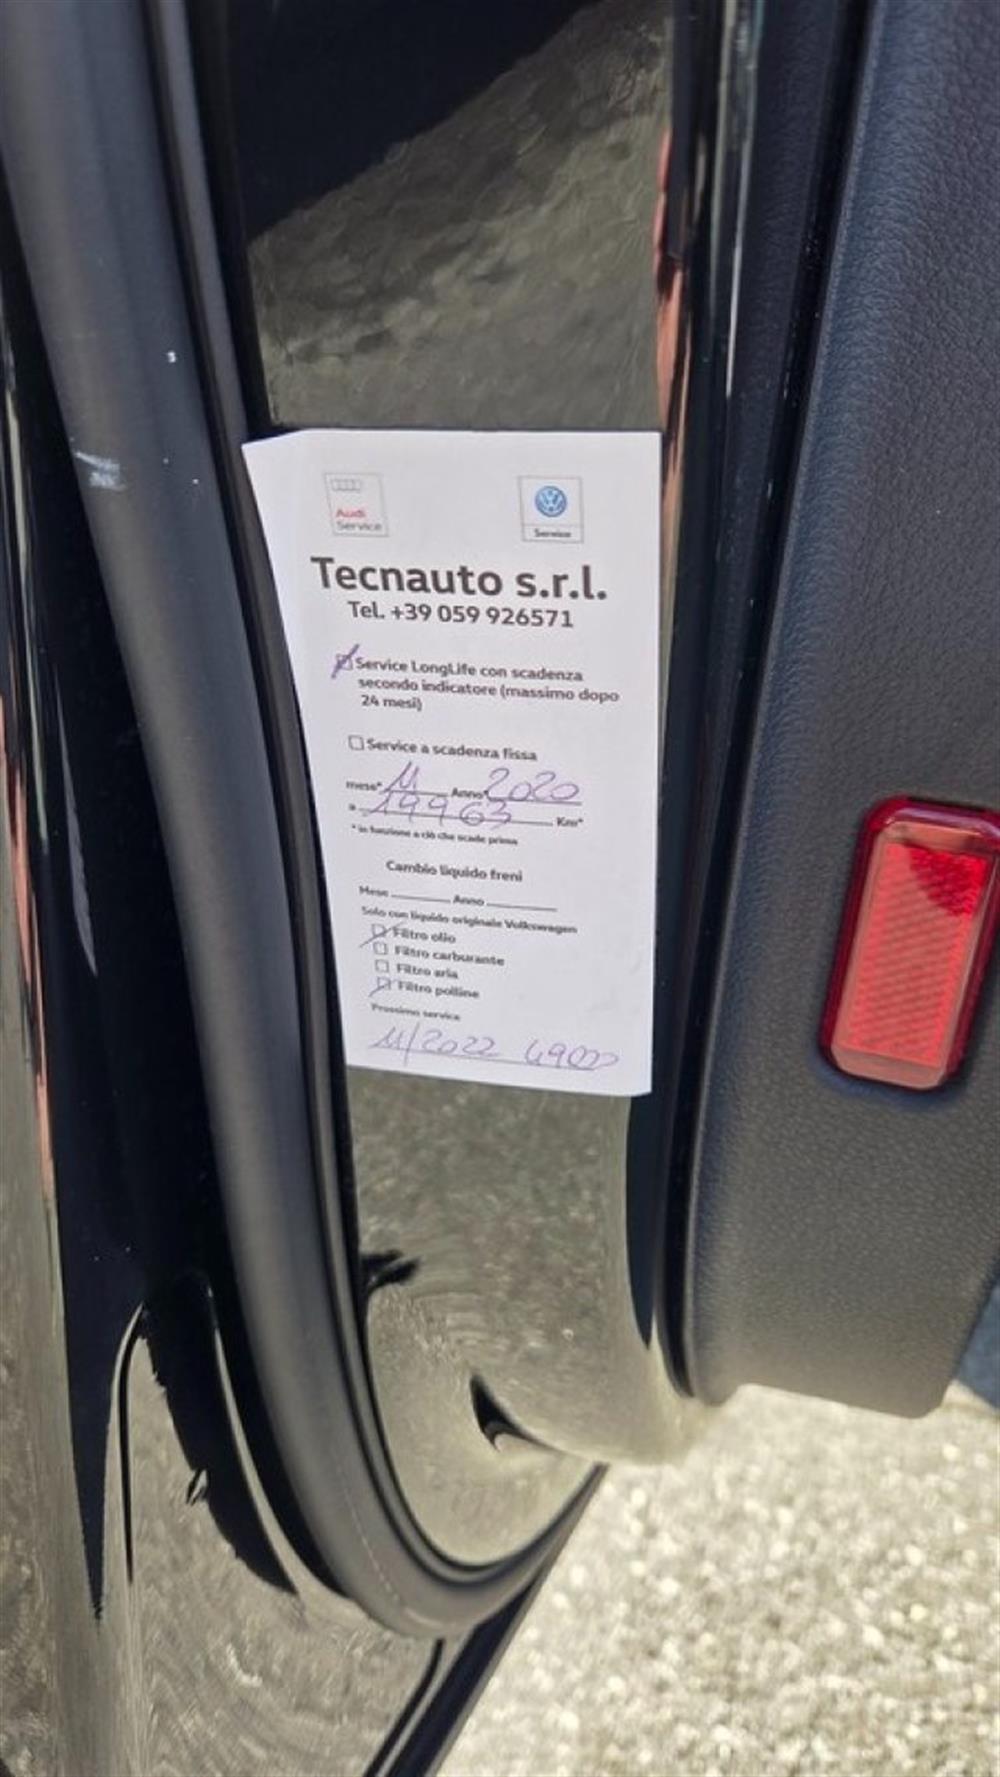 Audi
Service
Service
Tecnauto s.r.l.
Tel. +39 059 926571
Service LongLife con scadenza
secondo indicatore (massimo dopo
24 mesi)
Service a scadenza fissa
mese* 11 Anno* 2020
a 19963 Km*
* in funzione a ciò che scade prima
Cambio liquido freni
Mese Anno
Solo con liquido originale Volkswagen
Filtro olio
Filtro carburante
Filtro aria
Filtro polline
Prossimo service
11/2022 49000